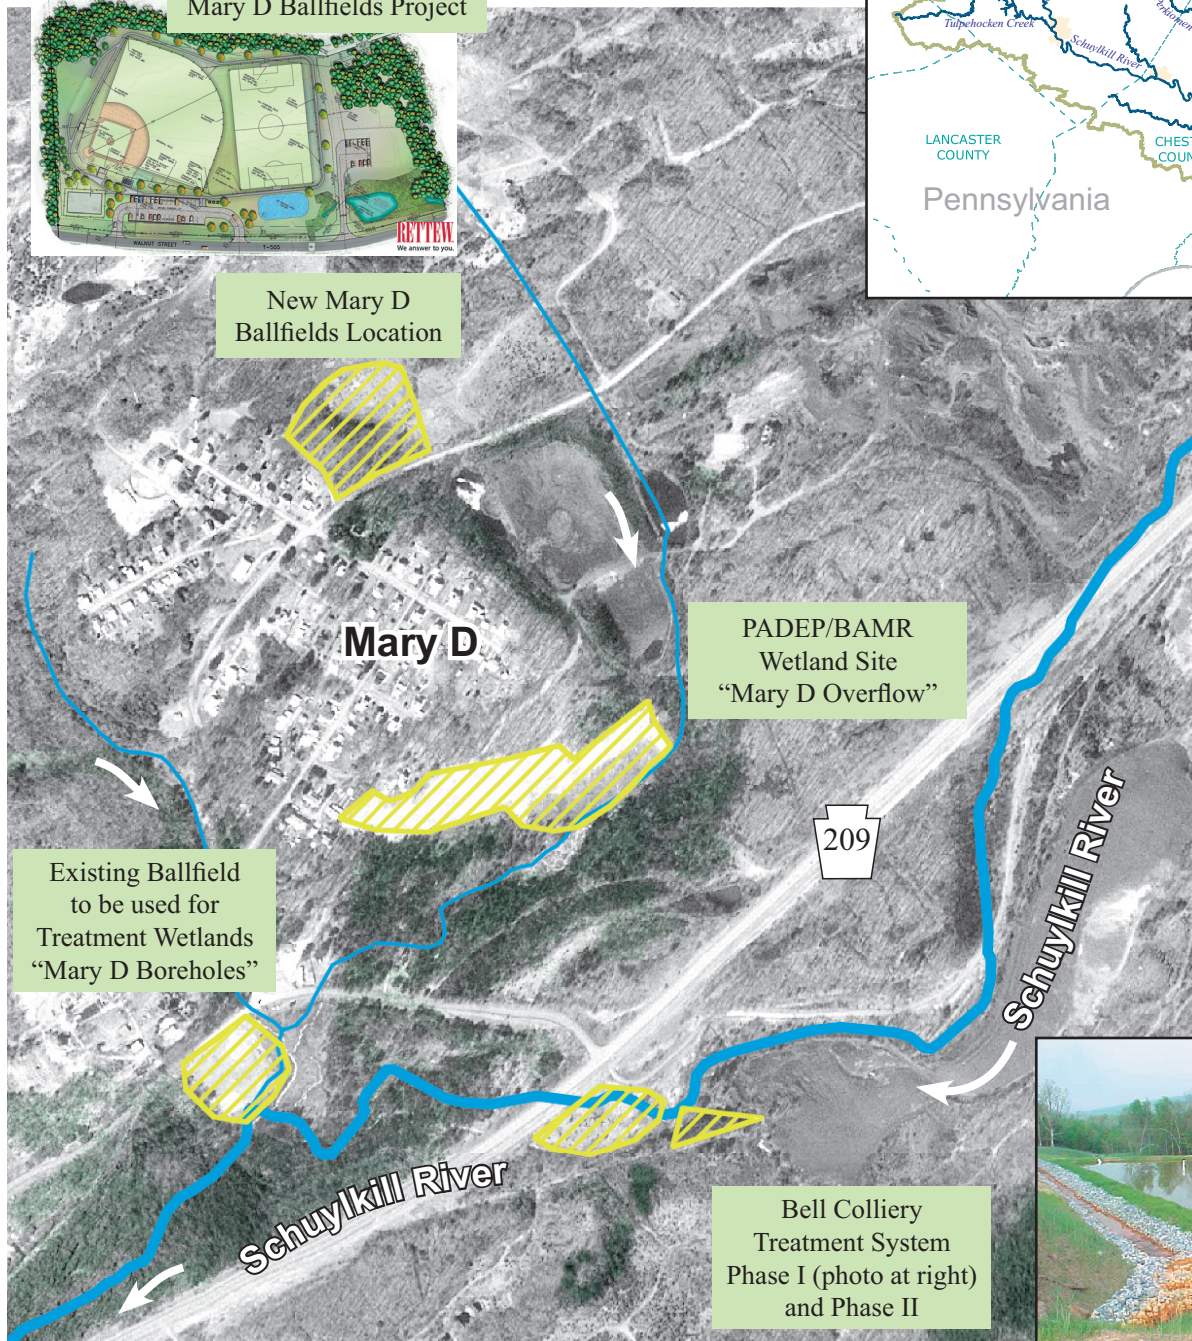 Mary D Ballfields Project
WALNUT STREET
T-505
RETTEW
We answer to you.
Tulpehocken Creek
Schuylkill River
LANCASTER
COUNTY
Pennsylvania
New Mary D
Ballfields Location
Mary D
PADEP/BAMR
Wetland Site
“Mary D Overflow”
209
Schuylkill River
Existing Ballfield
to be used for
Treatment Wetlands
“Mary D Boreholes”
Schuylkill River
Bell Colliery
Treatment System
Phase I (photo at right)
and Phase II